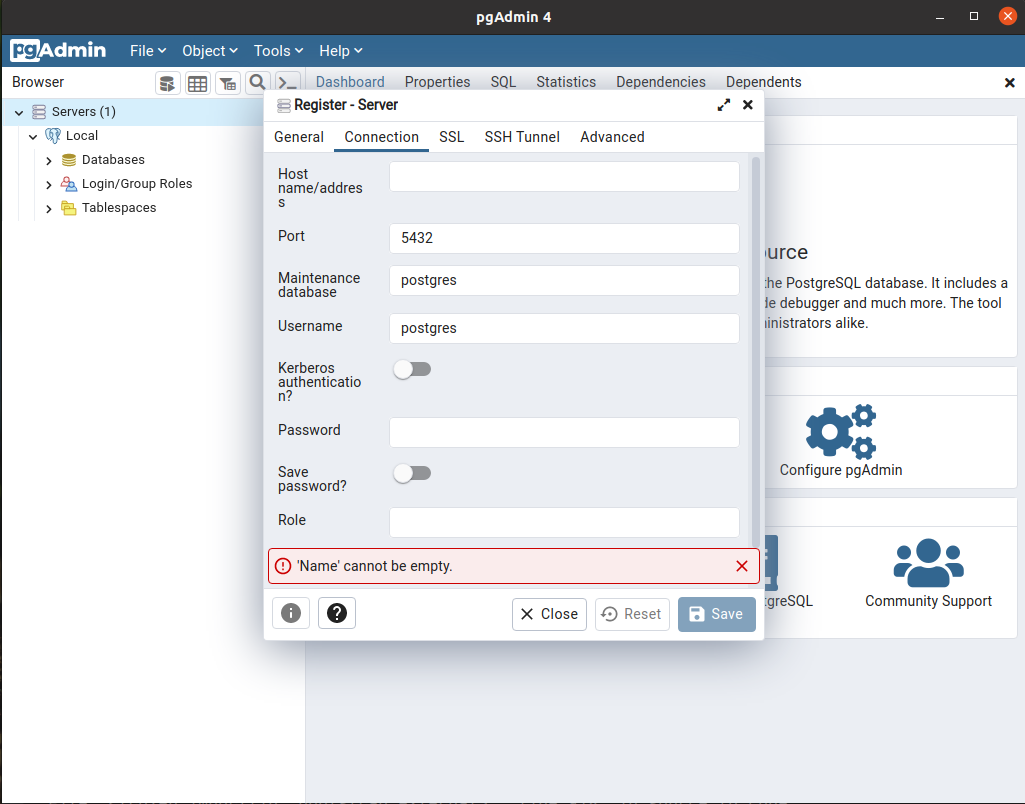 pgAdmin 4
pgAdmin File Object Tools Help
Browser Dashboard Properties SQL Statistics Dependencies Dependents
Servers (1)
Local
Databases
Login/Group Roles
Tablespaces
Register - Server
General Connection SSL SSH Tunnel Advanced
Host
name/addres
s
Port 5432
Maintenance
database postgres
Username postgres
Kerberos
authenticatio
n?
Password
Save
password?
Role
'Name' cannot be empty.
Close Reset Save
ource
the PostgreSQL database. It includes a
de debugger and much more. The tool
inistrators alike.
Configure pgAdmin
tgreSQL
Community Support